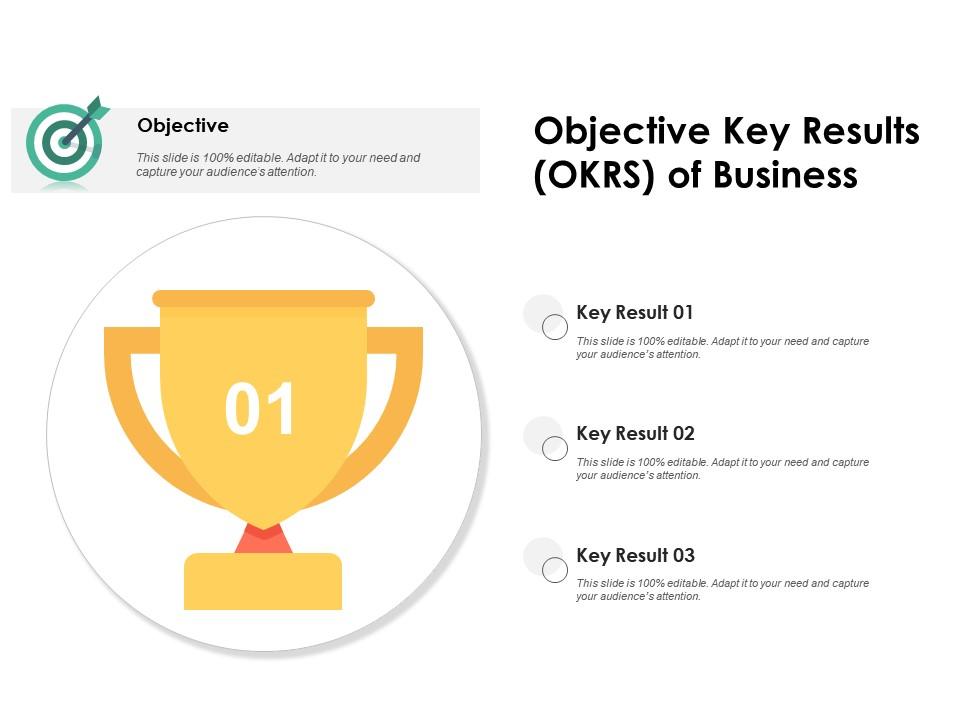 Objective
This slide is 100% editable. Adapt it to your need and
capture your audience's attention.
Objective Key Results
(OKRS) of Business
01
Key Result 01
This slide is 100% editable. Adapt it to your need and capture
your audience's attention.
Key Result 02
This slide is 100% editable. Adapt it to your need and capture
your audience's attention.
Key Result 03
This slide is 100% editable. Adapt it to your need and capture
your audience's attention.